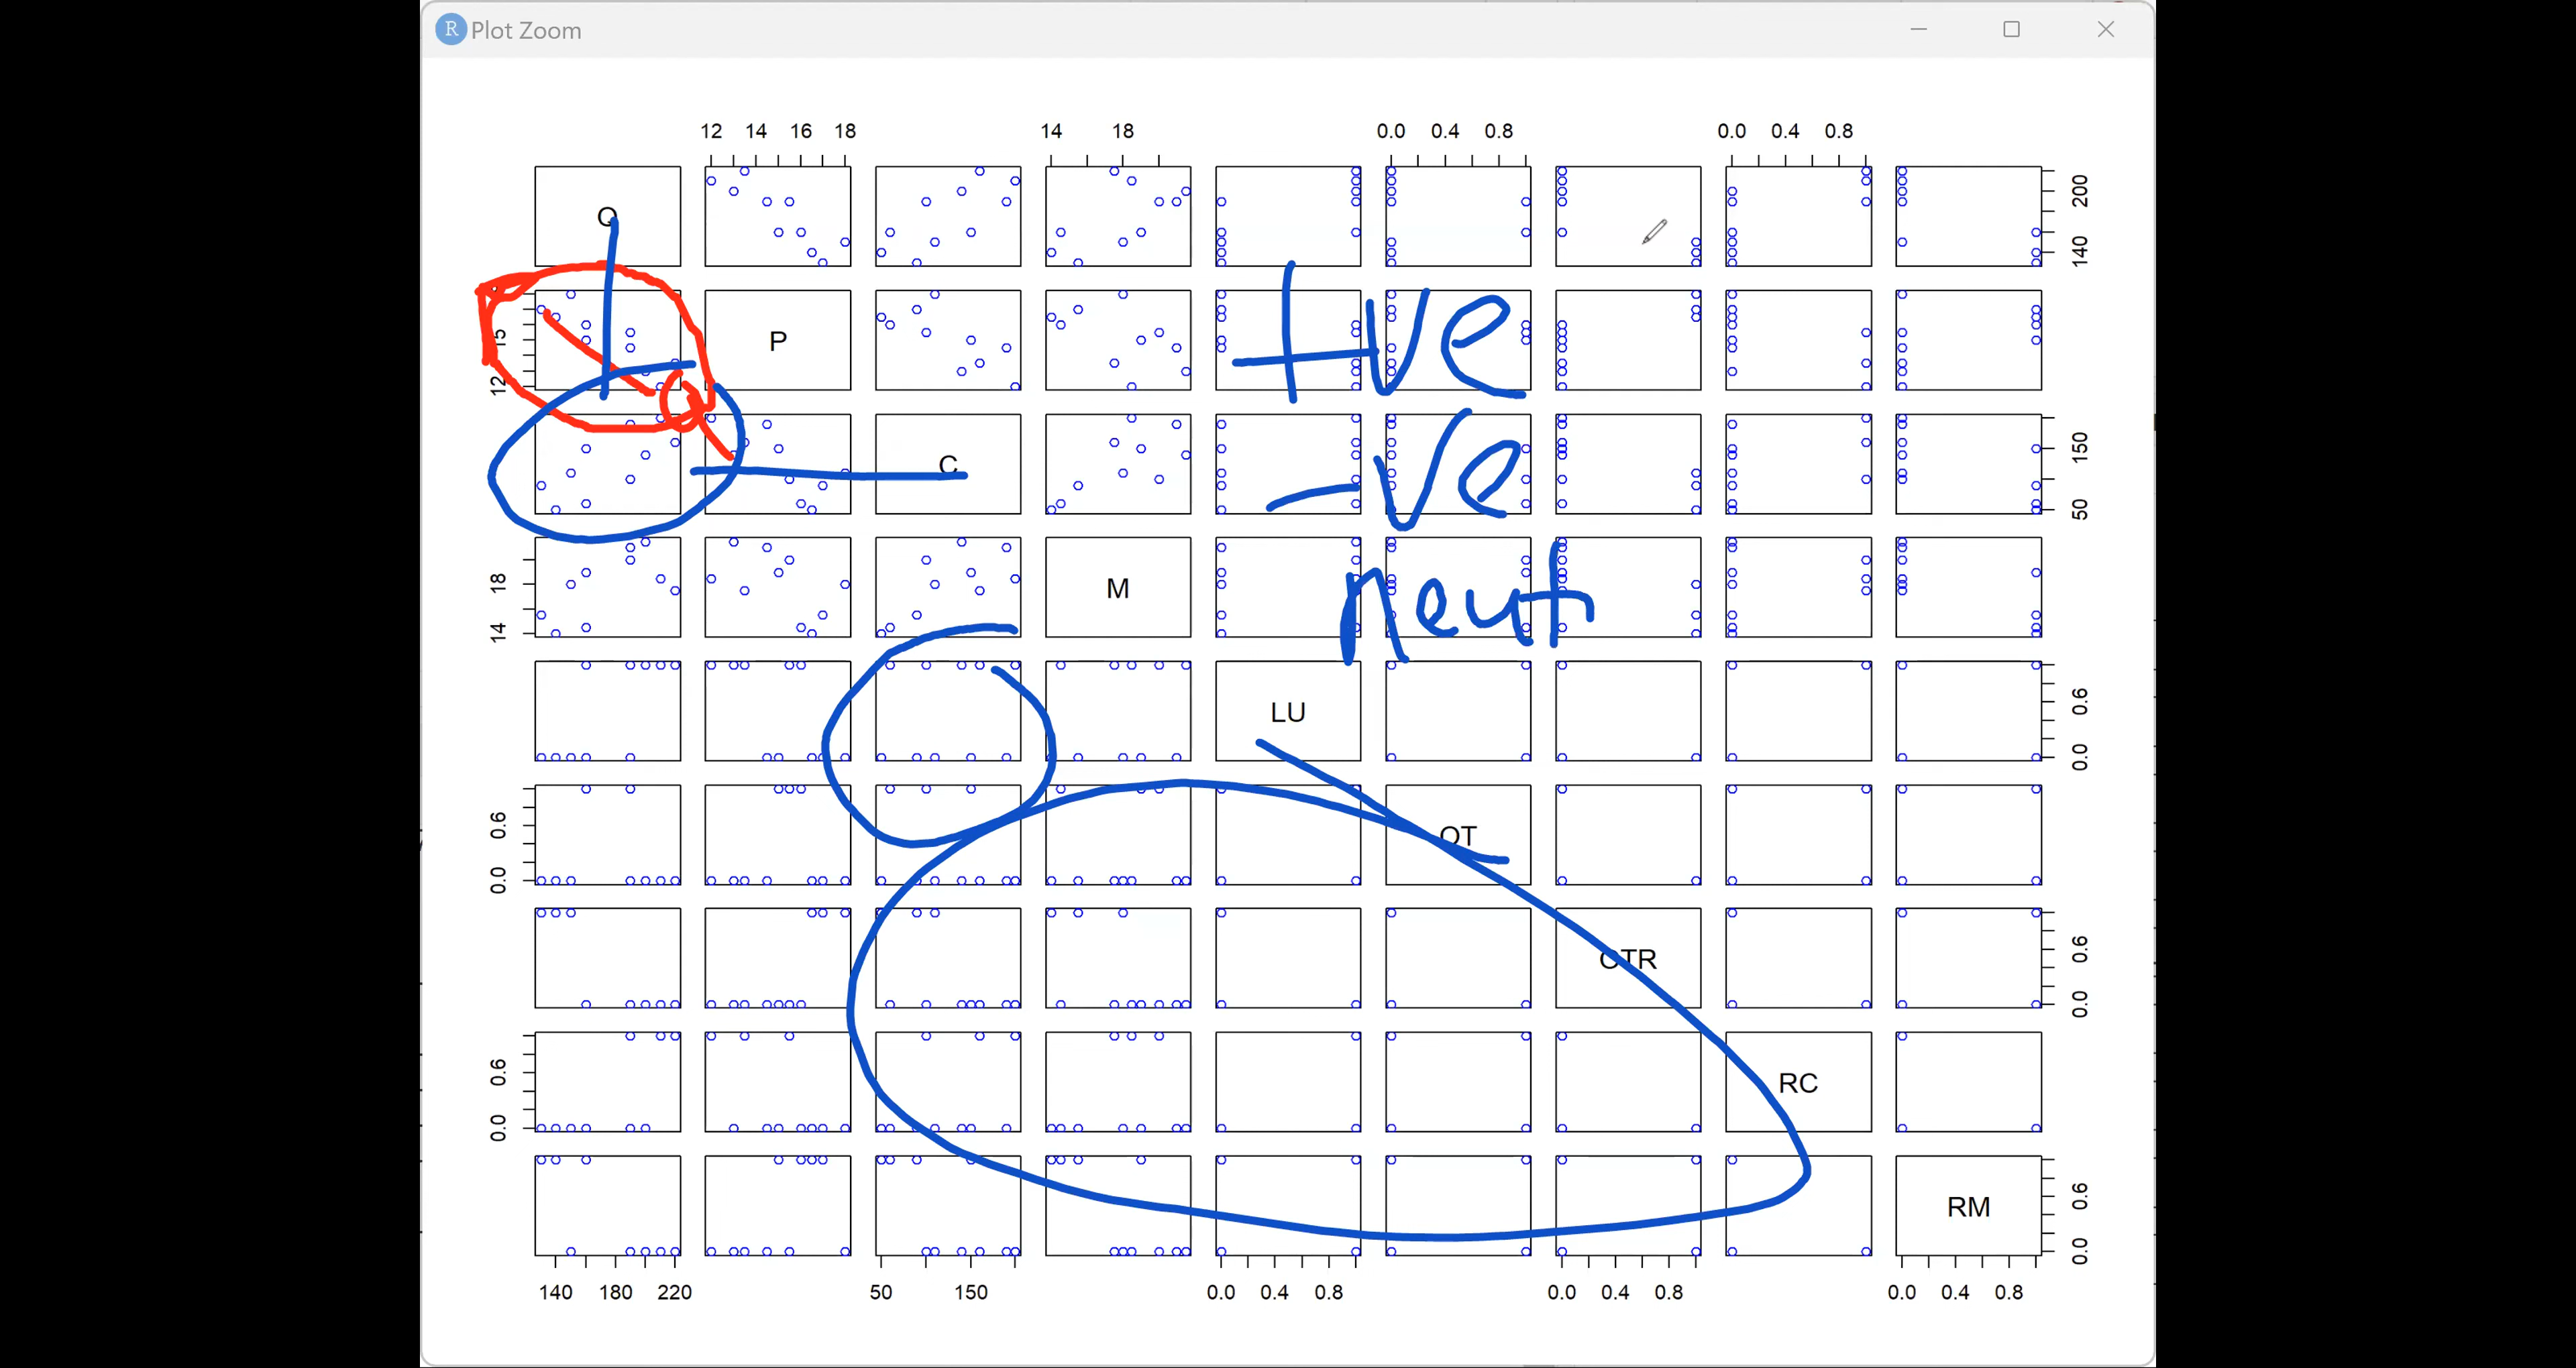 Plot Zoom
12 14 16 18 14 18 0.0 0.4 0.8 0.0 0.4 0.8
Q 200 140
12 15 P +ve
C -ve 150 50
18 14 M neut
LU 0.6 0.0
0.6 0.0 OT
CTR 0.6 0.0
0.6 0.0 RC
RM 0.6 0.0
140 180 220 50 150 0.0 0.4 0.8 0.0 0.4 0.8 0.0 0.4 0.8